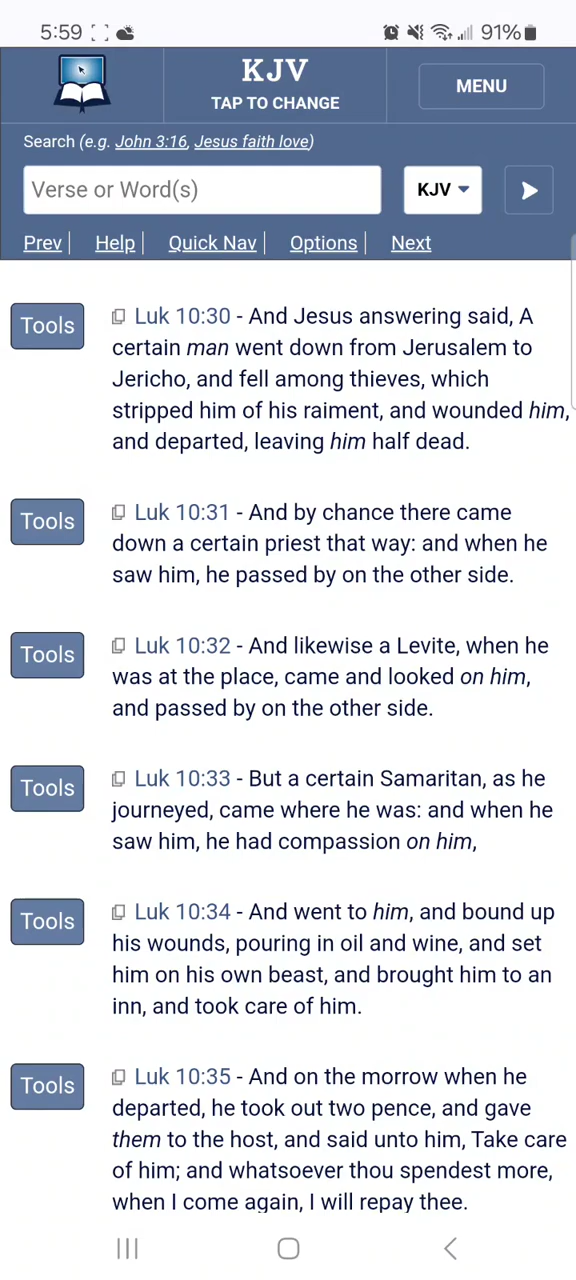 5:59 91%
KJV
TAP TO CHANGE
MENU
Search (e.g. John 3:16, Jesus faith love)
Verse or Word(s) KJV
Prev| Help| Quick Nav| Options| Next
Tools
Luk 10:30 - And Jesus answering said, A
certain man went down from Jerusalem to
Jericho, and fell among thieves, which
stripped him of his raiment, and wounded him,
and departed, leaving him half dead.
Tools
Luk 10:31 - And by chance there came
down a certain priest that way: and when he
saw him, he passed by on the other side.
Tools
Luk 10:32 - And likewise a Levite, when he
was at the place, came and looked on him,
and passed by on the other side.
Tools
Luk 10:33 - But a certain Samaritan, as he
journeyed, came where he was: and when he
saw him, he had compassion on him,
Tools
Luk 10:34 - And went to him, and bound up
his wounds, pouring in oil and wine, and set
him on his own beast, and brought him to an
inn, and took care of him.
Tools
Luk 10:35 - And on the morrow when he
departed, he took out two pence, and gave
them to the host, and said unto him, Take care
of him; and whatsoever thou spendest more,
when I come again, I will repay thee.